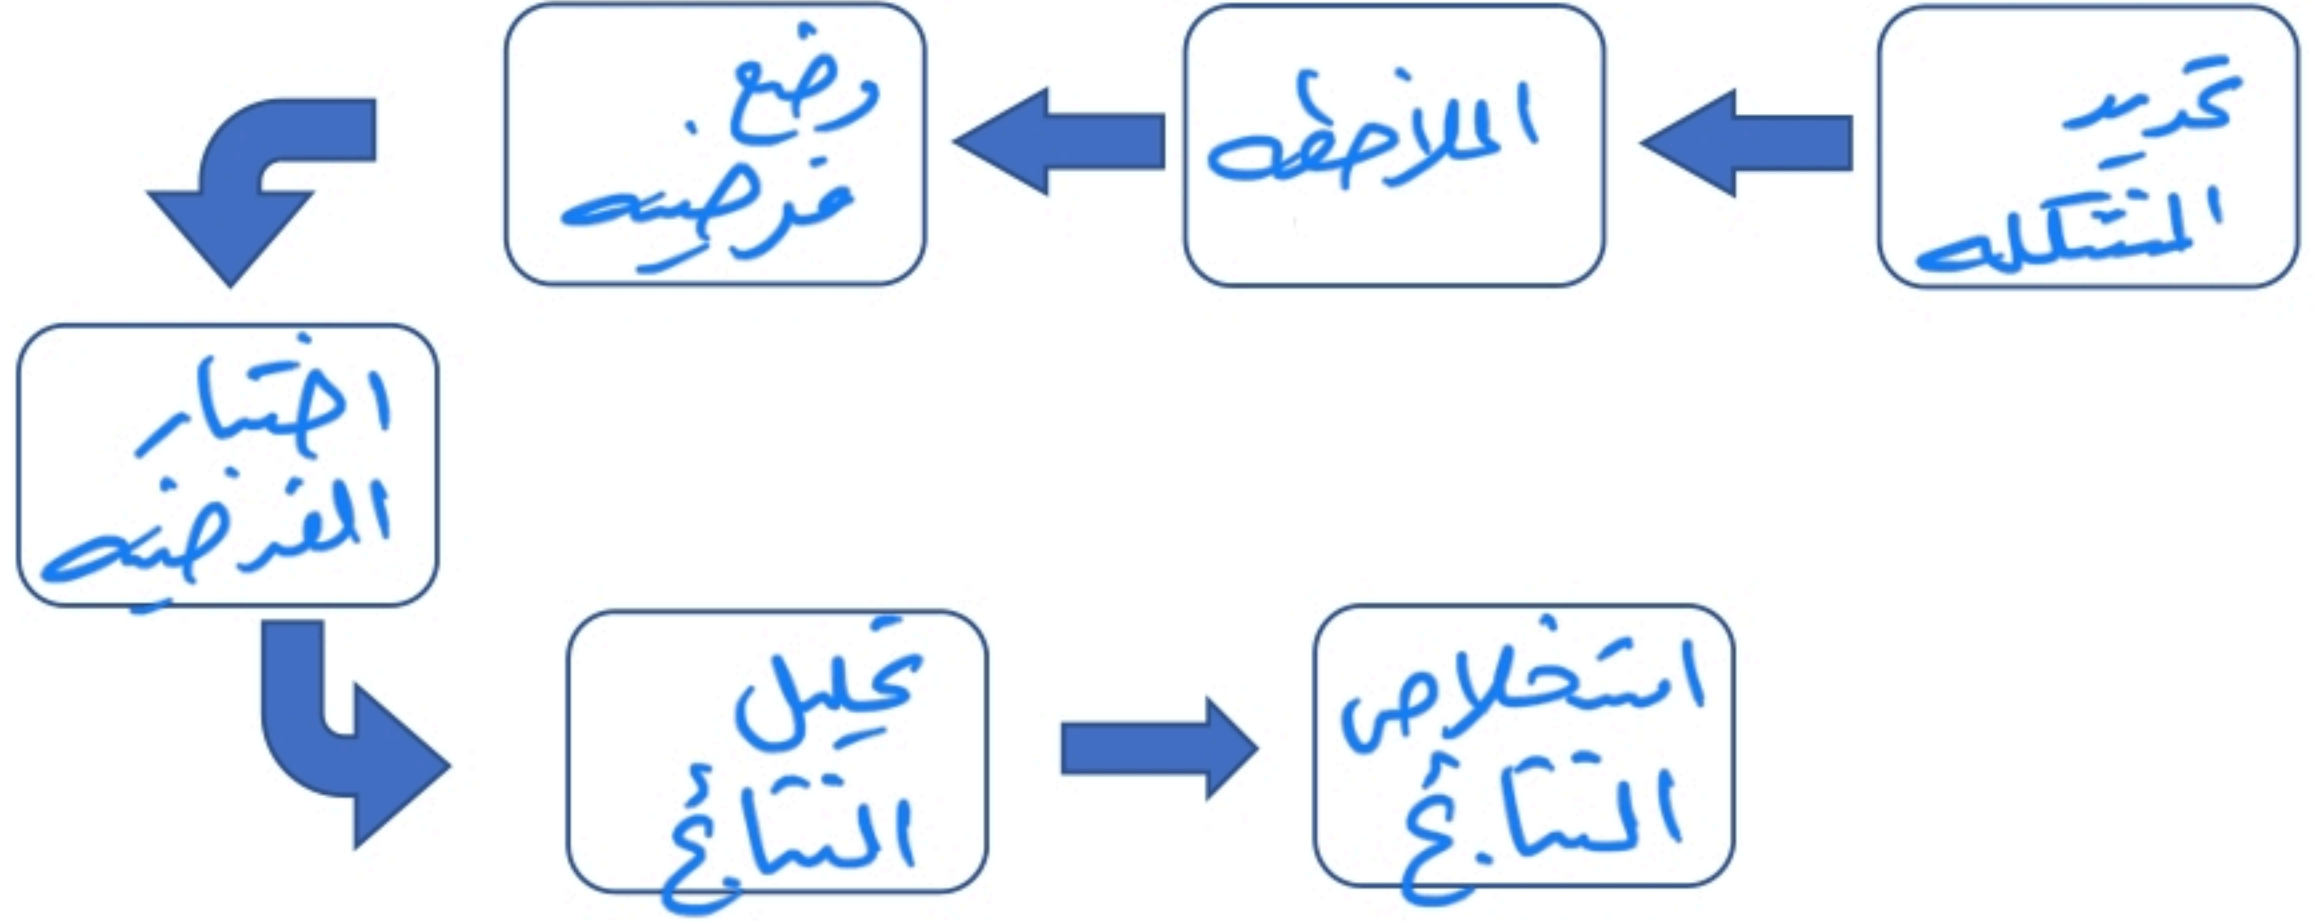 تحديد
المشكله
الملاحظه
وضع
فرضيه
اختبار
الفرضيه
تحليل
النتائج
استخلاص
النتائج